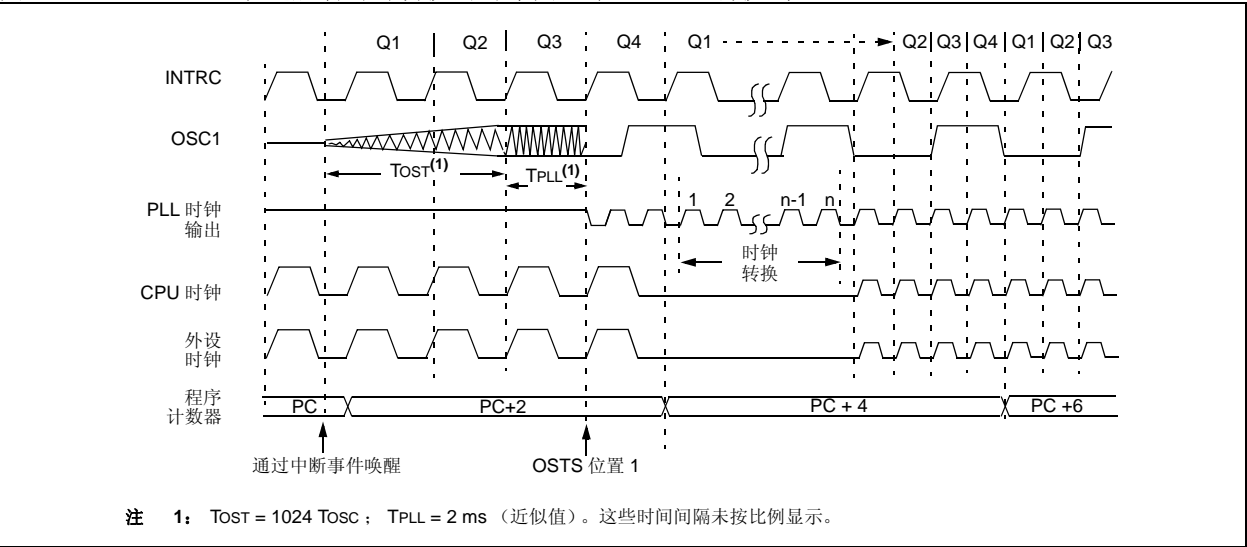 Q1 Q2 Q3 Q4 Q1 Q2 Q3 Q4 Q1 Q2 Q3
INTRC
OSC1
TOST(1) TPLL(1)
PLL 时钟
输出
1 2 n-1 n
时钟
转换
CPU 时钟
外设
时钟
程序
计数器
PC PC+2 PC + 4 PC +6
通过中断事件唤醒 OSTS 位置 1
注 1: TOST = 1024 TOSC ; TPLL = 2 ms （近似值）。这些时间间隔未按比例显示。